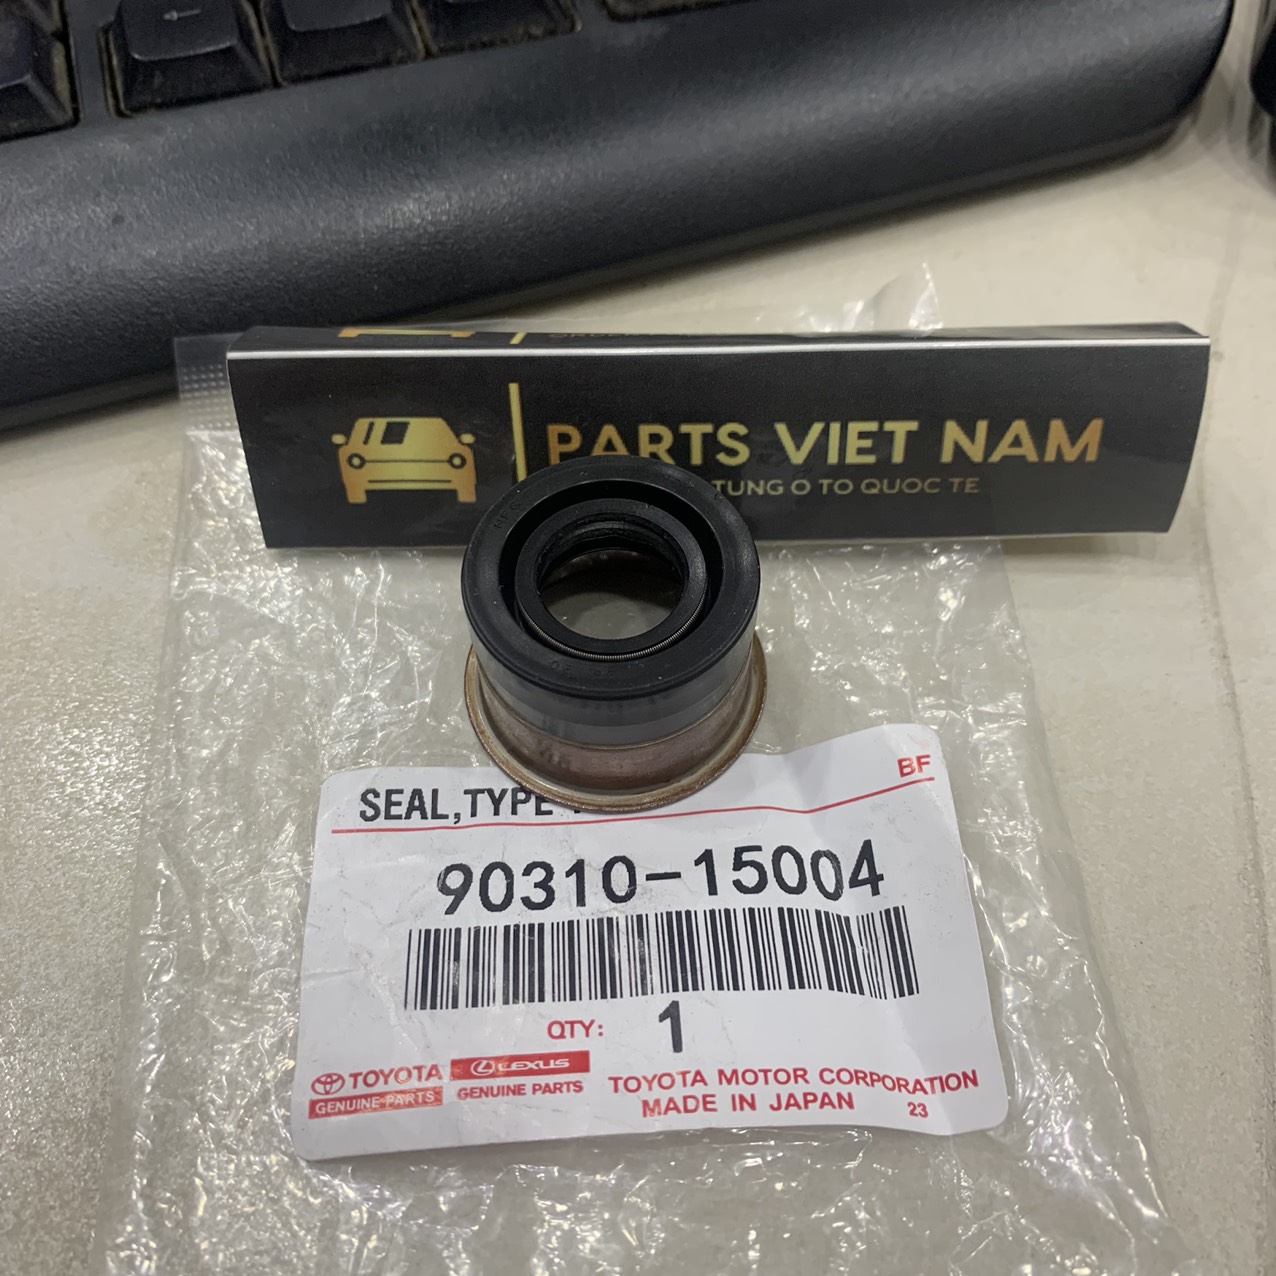 PARTS VIET NAM
TUNG O TO QUOC TE
SEAL, TYPE
BF
90310-15004
QTY: 1
TOYOTA
GENUINE PARTS
LEXUS
GENUINE PARTS
TOYOTA MOTOR CORPORATION
MADE IN JAPAN 23